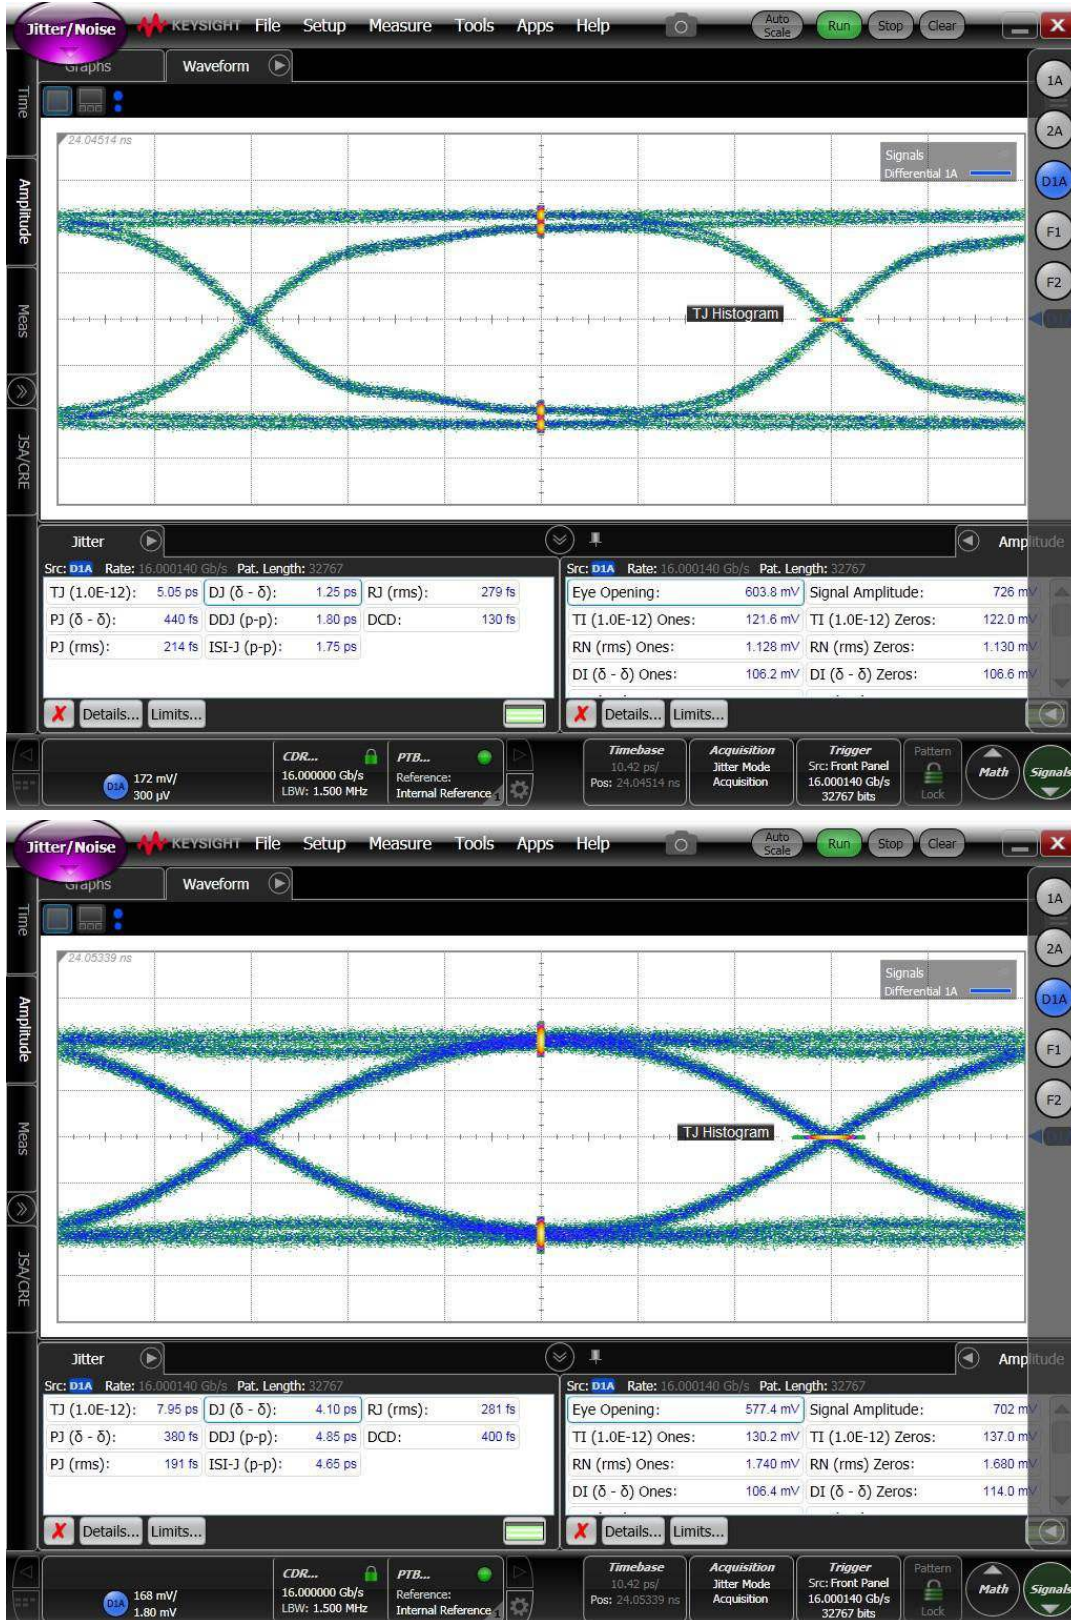 Jitter/Noise KEYSIGHT File Setup Measure Tools Apps Help Auto Scale Run Stop Clear X
Graphs Waveform
Time
Amplitude
Meas
JSA/CRE
1A
2A
D1A
F1
F2
24.04514 ns
Signals
Differential 1A
TJ Histogram
Jitter
Amplitude
Src: D1A Rate: 16.000140 Gb/s Pat. Length: 32767
TJ (1.0E-12): 5.05 ps DJ (δ - δ): 1.25 ps RJ (rms): 279 fs
PJ (δ - δ): 440 fs DDJ (p-p): 1.80 ps DCD: 130 fs
PJ (rms): 214 fs ISI-J (p-p): 1.75 ps
Src: D1A Rate: 16.000140 Gb/s Pat. Length: 32767
Eye Opening: 603.8 mV Signal Amplitude: 726 mV
TI (1.0E-12) Ones: 121.6 mV TI (1.0E-12) Zeros: 122.0 mV
RN (rms) Ones: 1.128 mV RN (rms) Zeros: 1.130 mV
DI (δ - δ) Ones: 106.2 mV DI (δ - δ) Zeros: 106.6 mV
Details... Limits...
Details... Limits...
D1A 172 mV/
300 µV
CDR...
16.000000 Gb/s
LBW: 1.500 MHz
PTB...
Reference:
Internal Reference 1
Timebase
10.42 ps/
Pos: 24.04514 ns
Acquisition
Jitter Mode
Acquisition
Trigger
Src: Front Panel
16.000140 Gb/s
32767 bits
Pattern
Lock
Math
Signals
Jitter/Noise KEYSIGHT File Setup Measure Tools Apps Help Auto Scale Run Stop Clear X
Graphs Waveform
Time
Amplitude
Meas
JSA/CRE
1A
2A
D1A
F1
F2
24.05339 ns
Signals
Differential 1A
TJ Histogram
Jitter
Amplitude
Src: D1A Rate: 16.000140 Gb/s Pat. Length: 32767
TJ (1.0E-12): 7.95 ps DJ (δ - δ): 4.10 ps RJ (rms): 281 fs
PJ (δ - δ): 380 fs DDJ (p-p): 4.85 ps DCD: 400 fs
PJ (rms): 191 fs ISI-J (p-p): 4.65 ps
Src: D1A Rate: 16.000140 Gb/s Pat. Length: 32767
Eye Opening: 577.4 mV Signal Amplitude: 702 mV
TI (1.0E-12) Ones: 130.2 mV TI (1.0E-12) Zeros: 137.0 mV
RN (rms) Ones: 1.740 mV RN (rms) Zeros: 1.680 mV
DI (δ - δ) Ones: 106.4 mV DI (δ - δ) Zeros: 114.0 mV
Details... Limits...
Details... Limits...
D1A 168 mV/
1.80 mV
CDR...
16.000000 Gb/s
LBW: 1.500 MHz
PTB...
Reference:
Internal Reference 1
Timebase
10.42 ps/
Pos: 24.05339 ns
Acquisition
Jitter Mode
Acquisition
Trigger
Src: Front Panel
16.000140 Gb/s
32767 bits
Pattern
Lock
Math
Signals